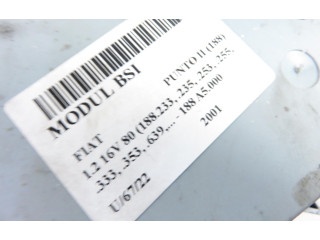 MODUL BSI
FIAT PUNTO II (188)
1.2 16V 80 (188.233, .235, .253, .255,
.333, .353, .639,... - 188 A5.000
2001
U/67/22